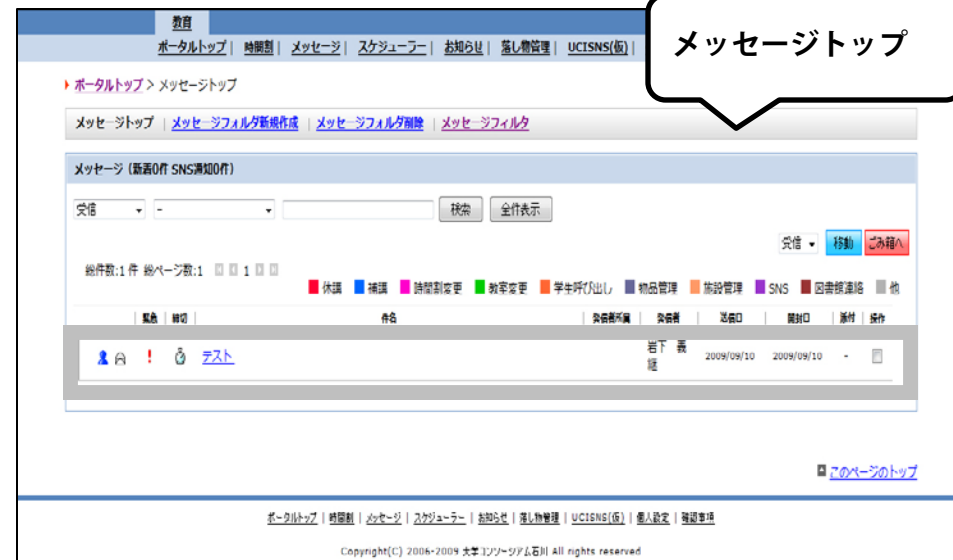 教育
ポータルトップ | 時間割 | メッセージ | スケジューラー | お知らせ | 落し物管理 | UCISNS(仮) |
メッセージトップ
ポータルトップ > メッセージトップ
メッセージトップ | メッセージフォルダ新規作成 | メッセージフォルダ削除 | メッセージフィルタ
メッセージ (新着0件 SNS通知0件)
受信 - 検索 全件表示
受信 移動 ごみ箱へ
総件数:1 件 総ページ数:1 1
休講 補講 時間割変更 教室変更 学生呼び出し 物品管理 施設管理 SNS 図書館連絡 他
緊急 | 締切 | 件名 | 発信者所属 | 発信者 | 送信日 | 開封日 | 添付 | 操作
! テスト 岩下 義継 2009/09/10 2009/09/10 -
このページのトップ
ポータルトップ | 時間割 | メッセージ | スケジューラー | お知らせ | 落し物管理 | UCISNS(仮) | 個人設定 | 確認事項
Copyright(C) 2006-2009 大学コンソーシアム石川 All rights reserved